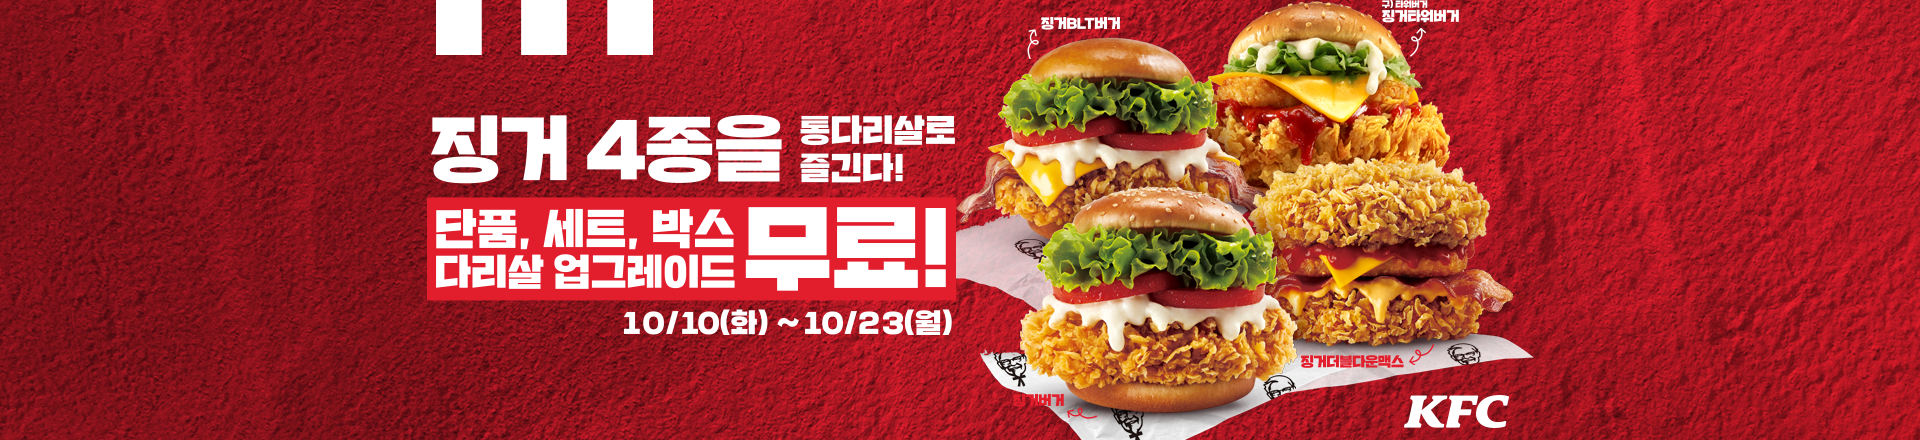 징거BLT버거
구) 타워버거
징거타워버거
징거 4종을
통다리살로
즐긴다!
단품, 세트, 박스
다리살 업그레이드
무료!
10/10(화) ~ 10/23(월)
징거더블다운맥스
버거
KFC